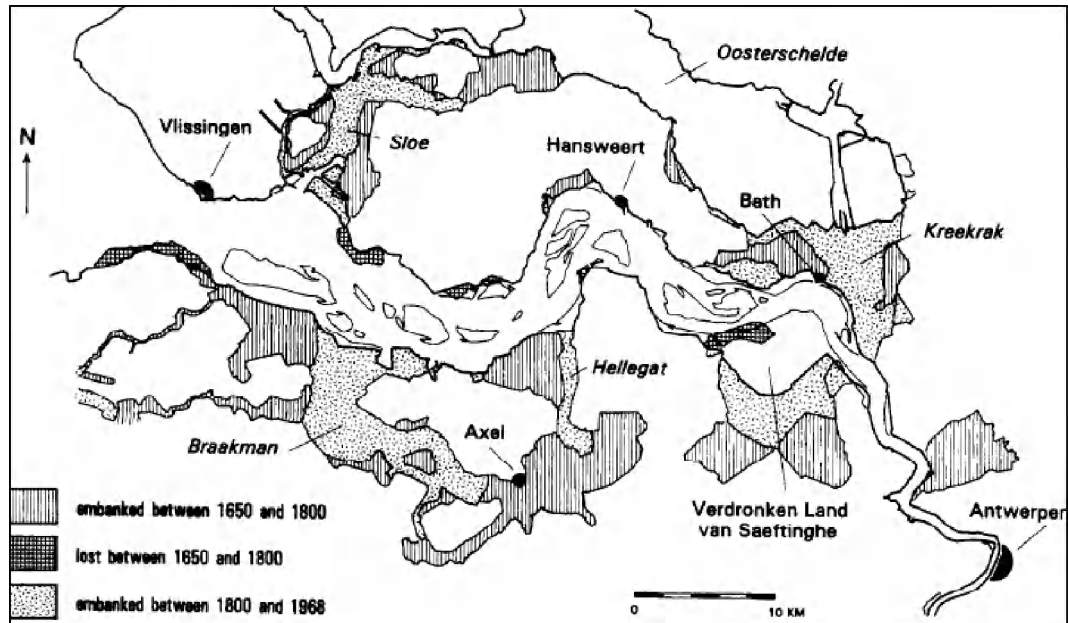 Oosterschelde
N
Vlissingen
Sloe
Hansweert
Bath
Kreekrak
Hellegat
Braakman
Axel
Verdronken Land
van Saeftinghe
Antwerpen
embanked between 1650 and 1800
lost between 1650 and 1800
embanked between 1800 and 1968
0 10 KM